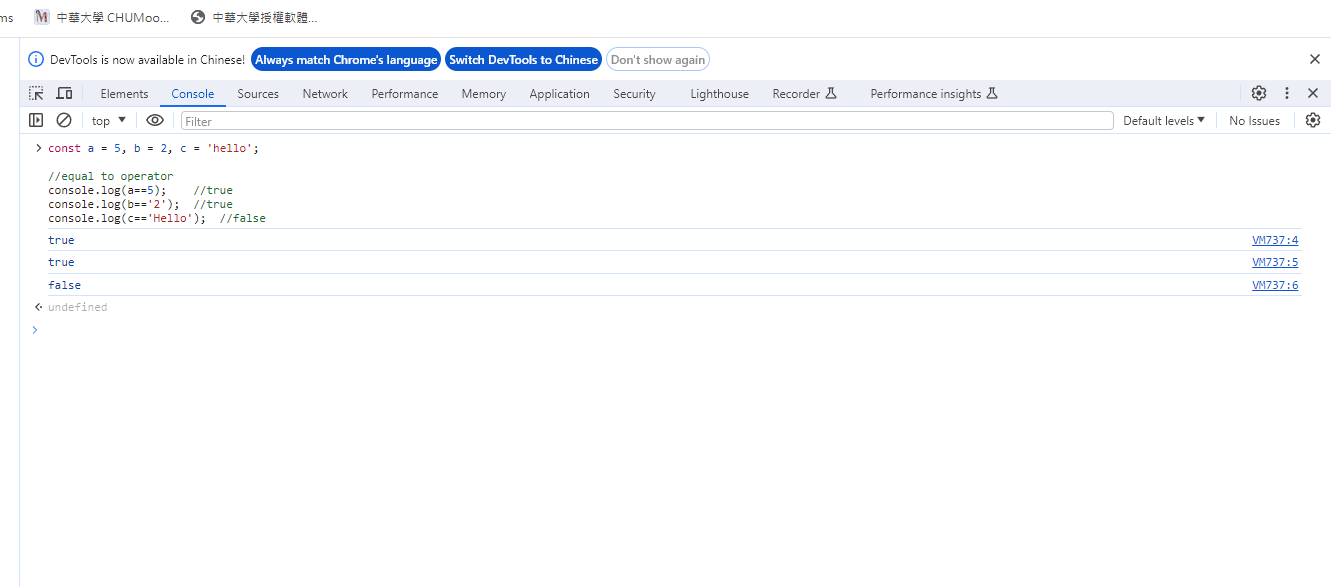 ms 中華大學 CHUMoo... 中華大學授權軟體...
DevTools is now available in Chinese! Always match Chrome's language Switch DevTools to Chinese Don't show again
Elements Console Sources Network Performance Memory Application Security Lighthouse Recorder Performance insights
top Filter Default levels No Issues
const a = 5, b = 2, c = 'hello';
//equal to operator
console.log(a==5); //true
console.log(b=='2'); //true
console.log(c=='Hello'); //false
true VM737:4
true VM737:5
false VM737:6
undefined